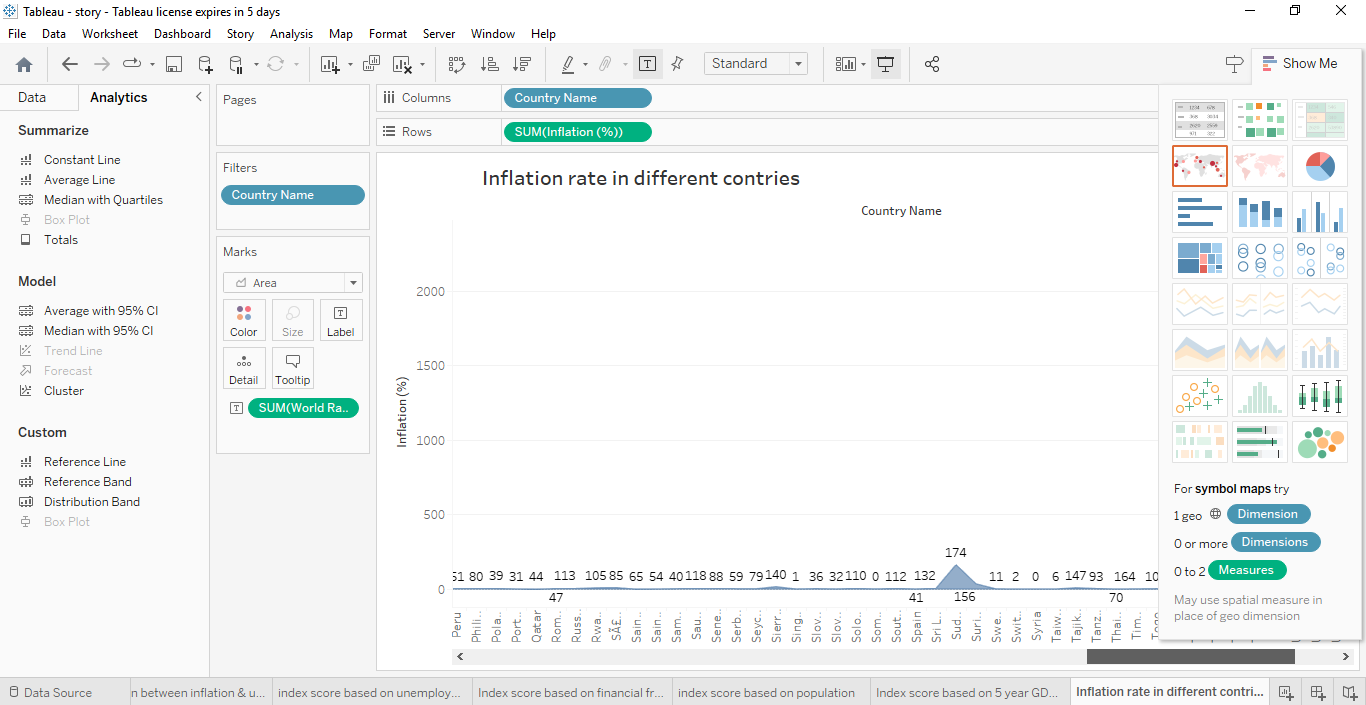 Tableau - story - Tableau license expires in 5 days
File Data Worksheet Dashboard Story Analysis Map Format Server Window Help
Standard
Show Me
Data Analytics
Summarize
Constant Line
Average Line
Median with Quartiles
Box Plot
Totals
Model
Average with 95% CI
Median with 95% CI
Trend Line
Forecast
Cluster
Custom
Reference Line
Reference Band
Distribution Band
Box Plot
Pages
Filters
Country Name
Marks
Area
Color Size Label
Detail Tooltip
SUM(World Ra..
Columns Country Name
Rows SUM(Inflation (%))
Inflation rate in different contries
Country Name
Inflation (%)
2000
1500
1000
500
0
174
51 80 39 31 44 113 105 85 65 54 40 118 88 59 79 140 1 36 32 110 0 112 132 11 2 0 6 147 93 164 10
47 41 156 70
Peru Phili.. Pola.. Port.. Qatar Rom.. Russ.. Rwa.. SÃ£.. Sain.. Sain.. Sam.. Sau.. Sene.. Serb.. Seyc.. Sierr.. Sing.. Slov.. Slov.. Solo.. Som.. Sout.. Spain Sri L.. Sud.. Suri.. Swe.. Swit.. Syria Taiw.. Tajik.. Tanz.. Thai.. Tim..
For symbol maps try
1 geo Dimension
0 or more Dimensions
0 to 2 Measures
May use spatial measure in
place of geo dimension
Data Source
n between inflation & u...
index score based on unemploy...
Index score based on financial fr...
index score based on population
Index score based on 5 year GD...
Inflation rate in different contri...